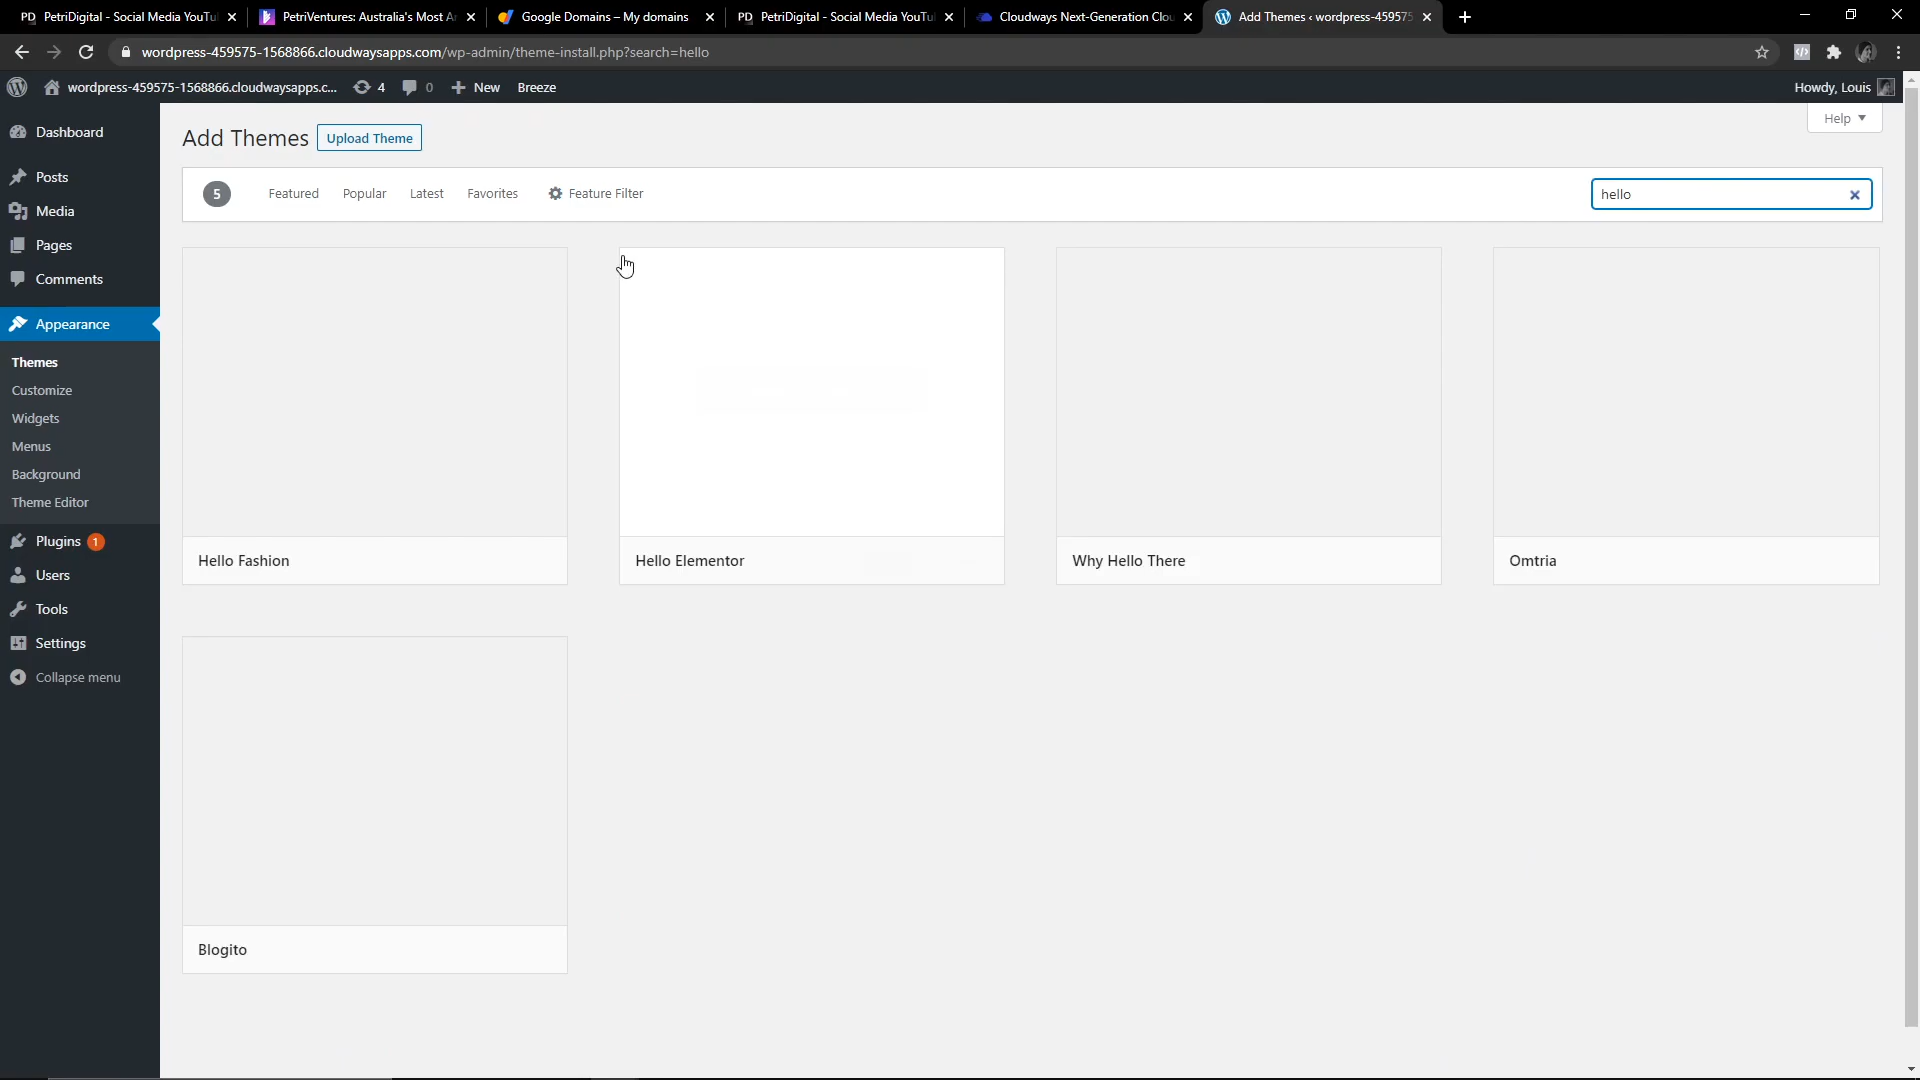 PD PetriDigital - Social Media YouTu
PetriVentures: Australia's Most A
Google Domains – My domains
PD PetriDigital - Social Media YouTu
Cloudways Next-Generation Clou
Add Themes ‹ wordpress-459575
wordpress-459575-1568866.cloudwaysapps.com/wp-admin/theme-install.php?search=hello
wordpress-459575-1568866.cloudwaysapps.c... 4 0 New Breeze
Howdy, Louis
Dashboard
Posts
Media
Pages
Comments
Appearance
Themes
Customize
Widgets
Menus
Background
Theme Editor
Plugins 1
Users
Tools
Settings
Collapse menu
Help
Add Themes Upload Theme
5 Featured Popular Latest Favorites Feature Filter
hello
Hello Fashion
Hello Elementor
Why Hello There
Omtria
Blogito